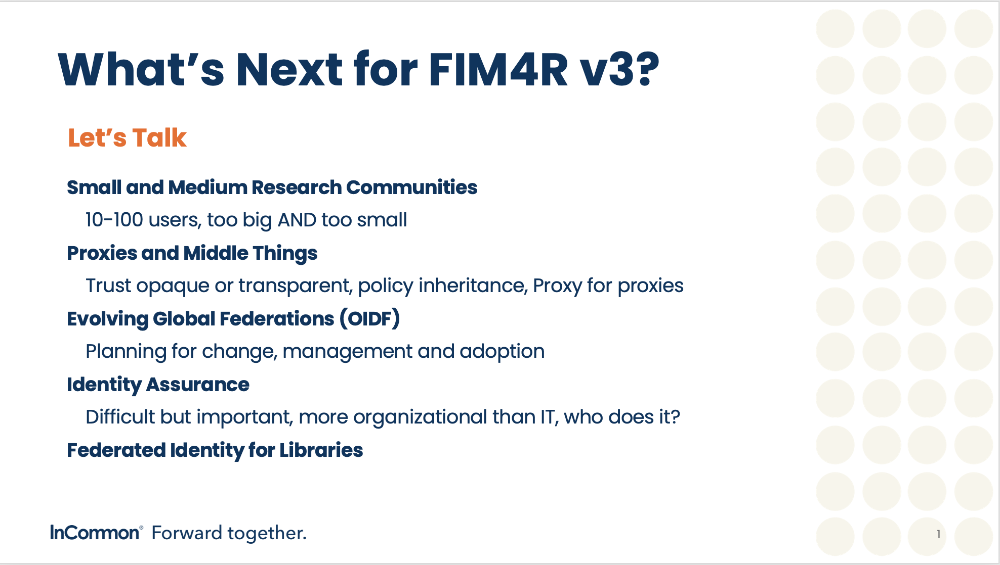 What’s Next for FIM4R v3?
Let’s Talk
Small and Medium Research Communities
10-100 users, too big AND too small
Proxies and Middle Things
Trust opaque or transparent, policy inheritance, Proxy for proxies
Evolving Global Federations (OIDF)
Planning for change, management and adoption
Identity Assurance
Difficult but important, more organizational than IT, who does it?
Federated Identity for Libraries
InCommon® Forward together.
1